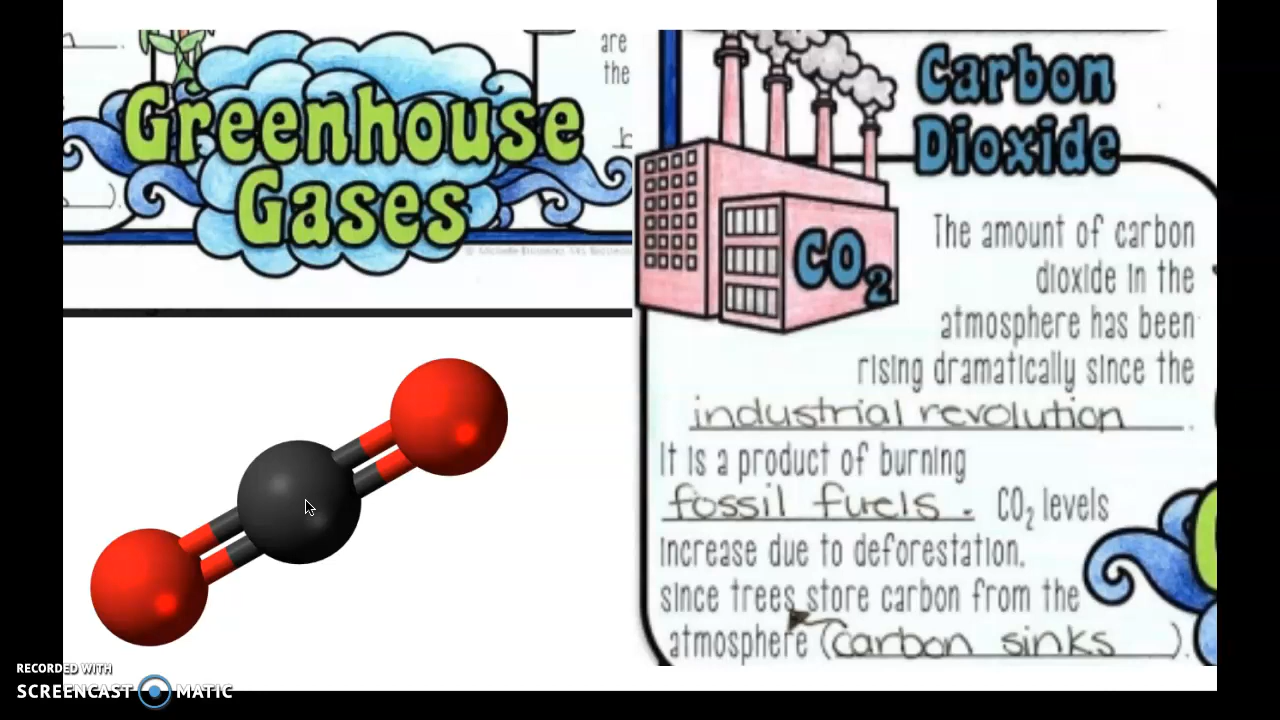 are
the
Greenhouse
Gases
CO2
Carbon
Dioxide
The amount of carbon
dioxide in the
atmosphere has been
rising dramatically since the
industrial revolution.
It is a product of burning
fossil fuels. CO2 levels
increase due to deforestation.
since trees store carbon from the
atmosphere (carbon sinks).
RECORDED WITH
SCREENCAST MATIC